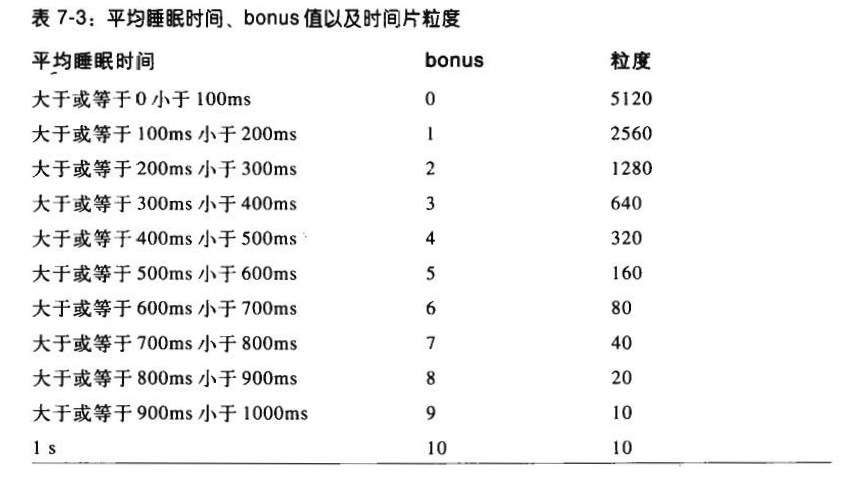 表 7-3：平均睡眠时间、bonus 值以及时间片粒度
平均睡眠时间 bonus 粒度
大于或等于 0 小于 100ms 0 5120
大于或等于 100ms 小于 200ms 1 2560
大于或等于 200ms 小于 300ms 2 1280
大于或等于 300ms 小于 400ms 3 640
大于或等于 400ms 小于 500ms 4 320
大于或等于 500ms 小于 600ms 5 160
大于或等于 600ms 小于 700ms 6 80
大于或等于 700ms 小于 800ms 7 40
大于或等于 800ms 小于 900ms 8 20
大于或等于 900ms 小于 1000ms 9 10
1 s 10 10